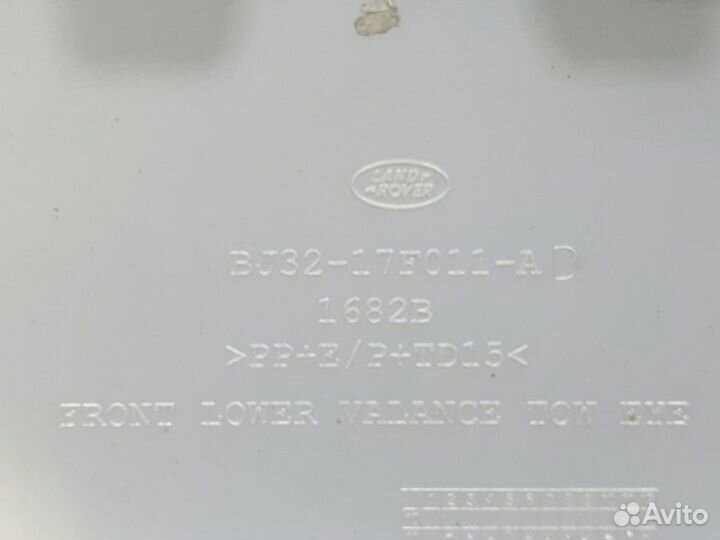 LAND
ROVER
BJ32-17F011-AD
1682B
>PP+E/P+TD15<
FRONT LOWER VALANCE TOW EYE
Avito